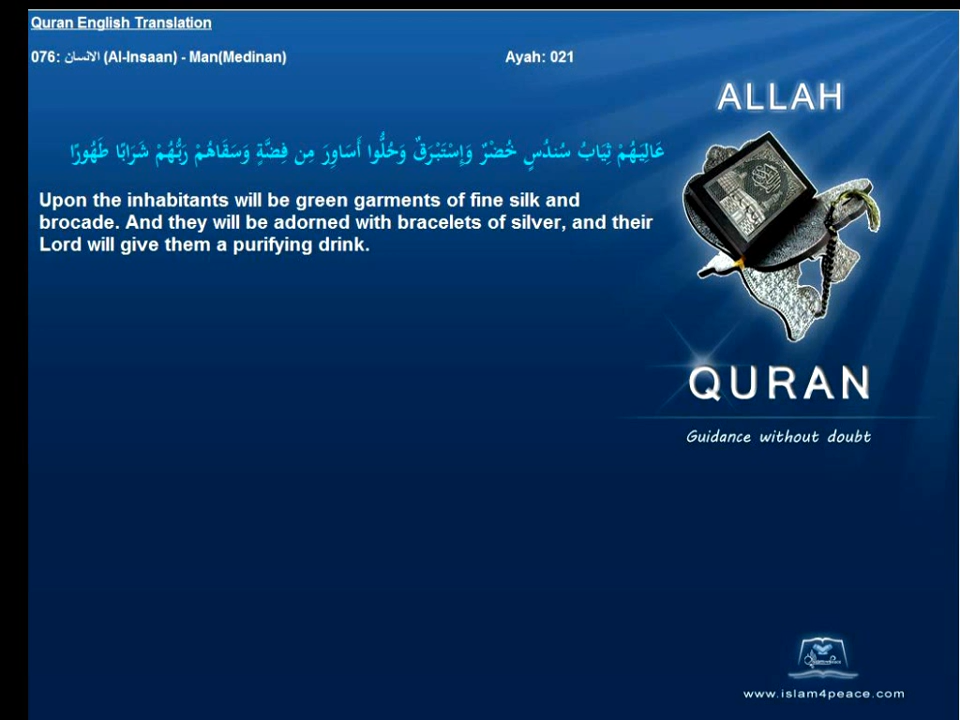 Quran English Translation
076: الانسان (Al-Insaan) - Man(Medinan)
Ayah: 021
عَالِيَهُمْ ثِيَابُ سُندُسٍ خُضْرٌ وَإِسْتَبْرَقٌ وَحُلُّوا أَسَاوِرَ مِن فِضَّةٍ وَسَقَاهُمْ رَبُّهُمْ شَرَابًا طَهُورًا
Upon the inhabitants will be green garments of fine silk and
brocade. And they will be adorned with bracelets of silver, and their
Lord will give them a purifying drink.
ALLAH
QURAN
Guidance without doubt
www.islam4peace.com